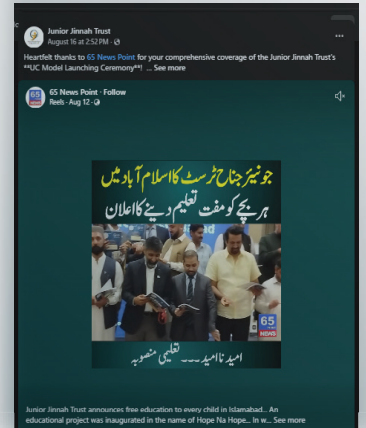 Junior Jinnah Trust
August 16 at 2:52 PM ·
Heartfelt thanks to 65 News Point for your comprehensive coverage of the Junior Jinnah Trust's
**UC Model Launching Ceremony**! ... See more
65 News Point · Follow
Reels · Aug 12 ·
جونیئر جناح ٹرسٹ کا اسلام آباد میں
ہر بچے کو مفت تعلیم دینے کا اعلان
65
NEWS
امید نا امید ۔۔۔ تعلیمی منصوبہ
Junior Jinnah Trust announces free education to every child in Islamabad... An
educational project was inaugurated in the name of Hope Na Hope... In w... See more